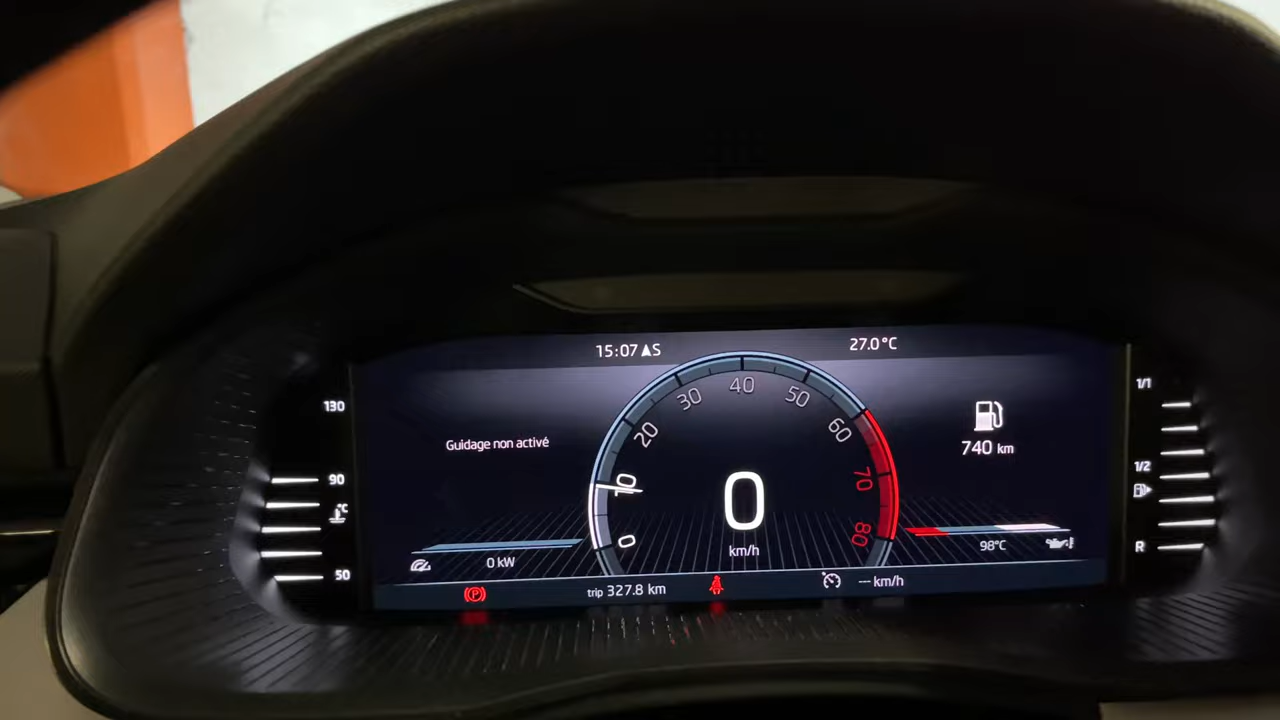 15:07 S
27.0°C
130
90
°C
50
Guidage non activé
0 kW
0
10
20
30
40
50
60
70
80
0
km/h
740 km
98°C
1/1
1/2
R
P
trip 327.8 km
--- km/h